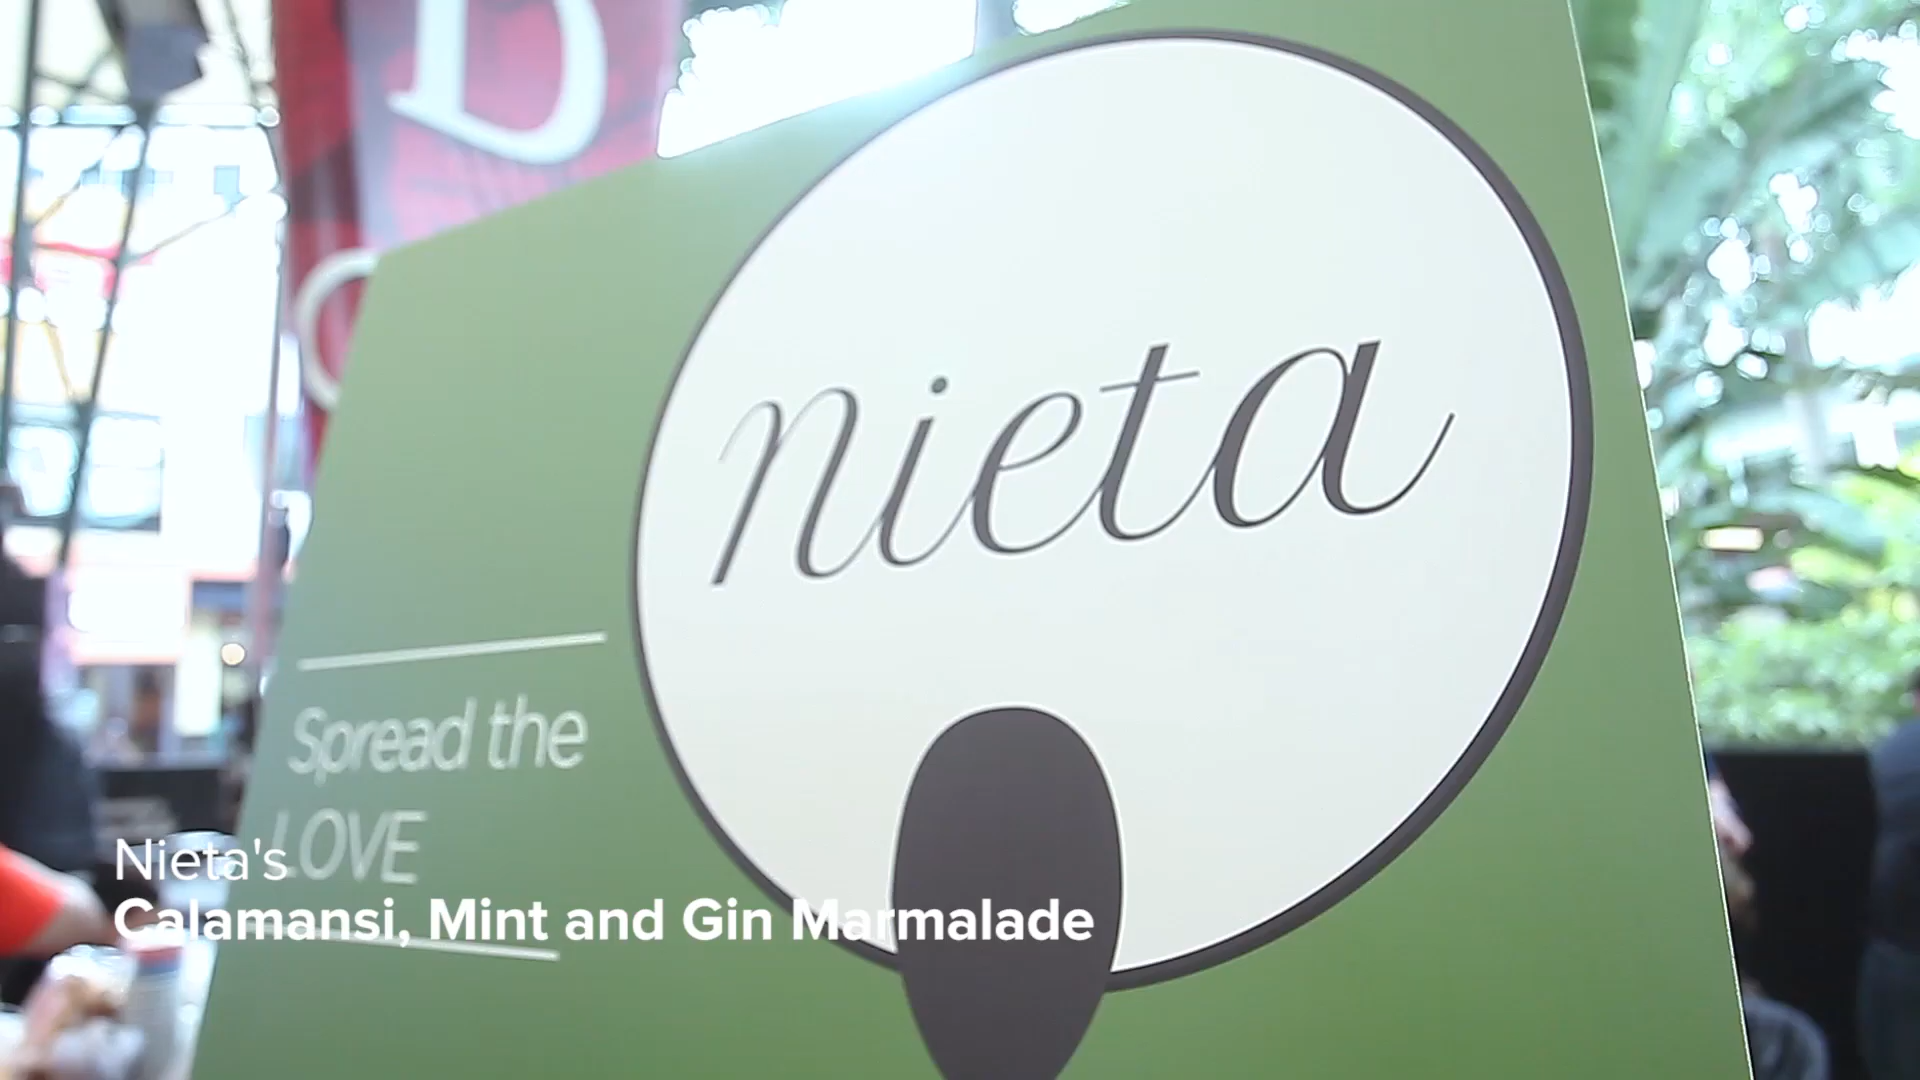 nieta
Spread the
LOVE
Nieta's
Calamansi, Mint and Gin Marmalade